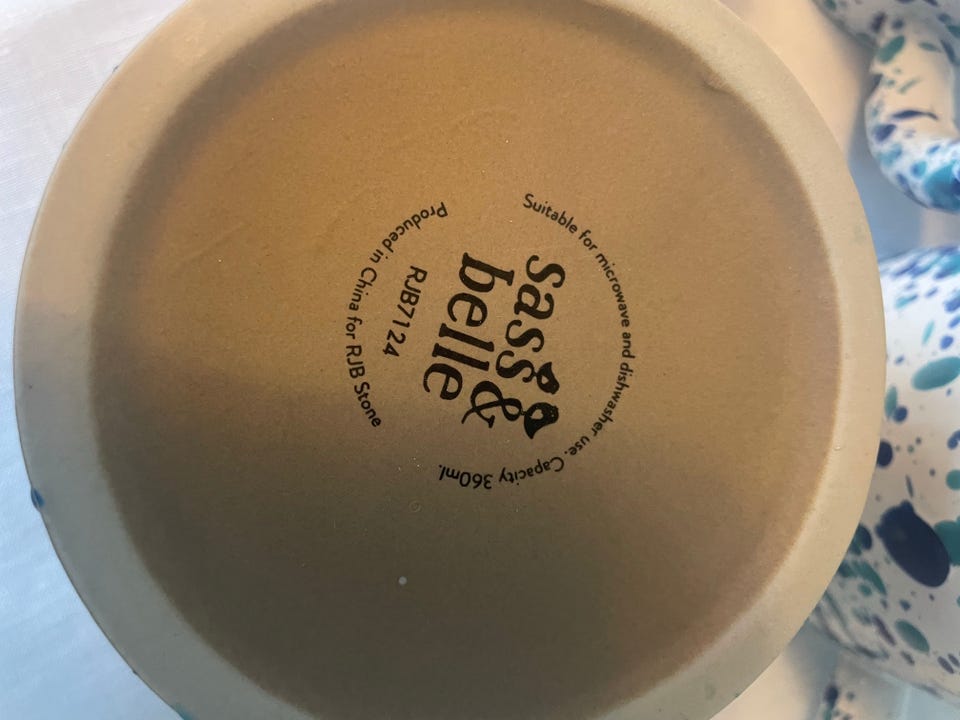 Suitable for microwave and dishwasher use. Capacity 360ml.
sass &
belle
RJB7124
Produced in China for RJB Stone